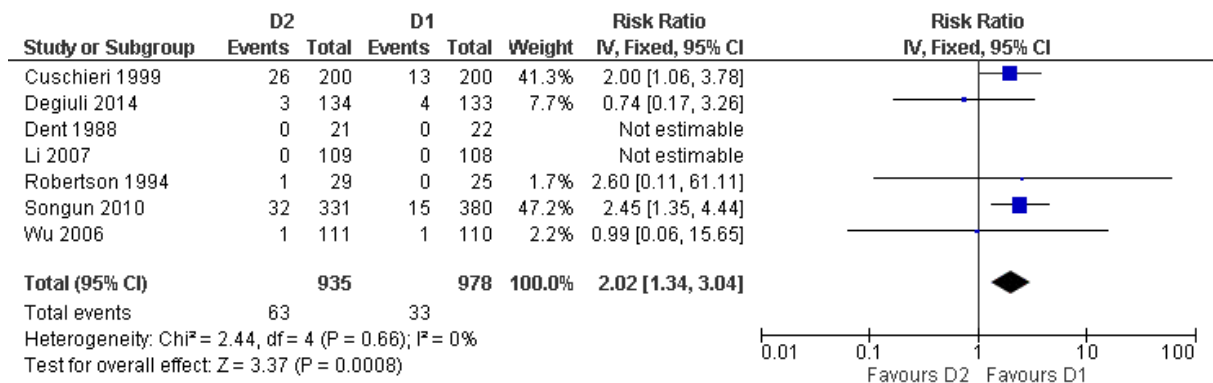 D2 D1 Risk Ratio Risk Ratio
Study or Subgroup Events Total Events Total Weight IV, Fixed, 95% CI IV, Fixed, 95% CI
Cuschieri 1999 26 200 13 200 41.3% 2.00 [1.06, 3.78]
Degiuli 2014 3 134 4 133 7.7% 0.74 [0.17, 3.26]
Dent 1988 0 21 0 22 Not estimable
Li 2007 0 109 0 108 Not estimable
Robertson 1994 1 29 0 25 1.7% 2.60 [0.11, 61.11]
Songun 2010 32 331 15 380 47.2% 2.45 [1.35, 4.44]
Wu 2006 1 111 1 110 2.2% 0.99 [0.06, 15.65]
Total (95% CI) 935 978 100.0% 2.02 [1.34, 3.04]
Total events 63 33
Heterogeneity: Chi² = 2.44, df = 4 (P = 0.66); I² = 0%
Test for overall effect: Z = 3.37 (P = 0.0008)
0.01 0.1 1 10 100
Favours D2 Favours D1